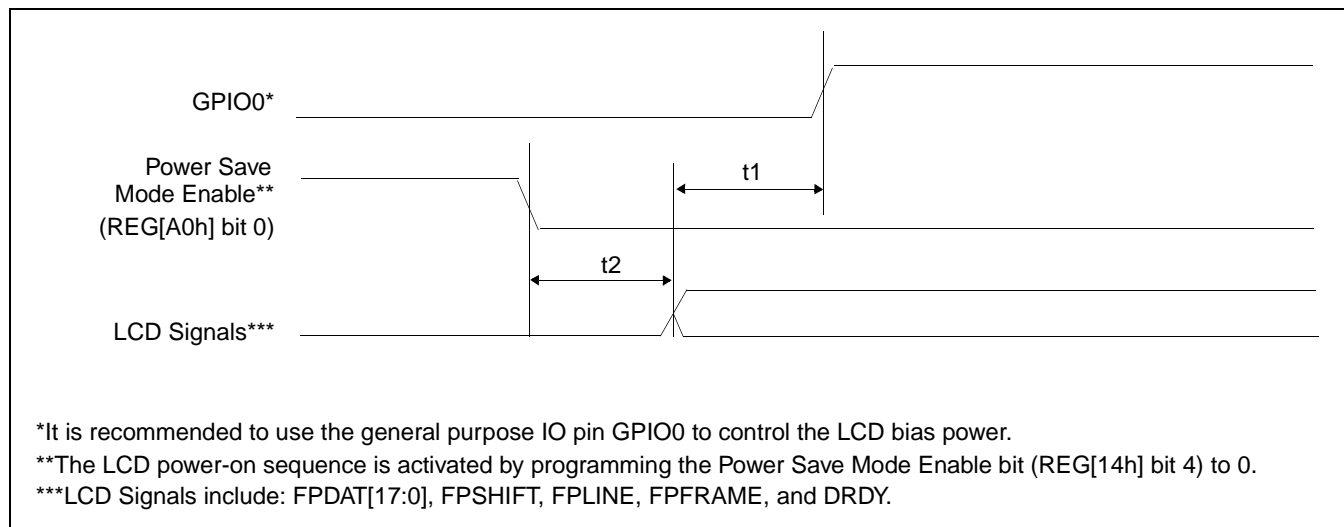 GPIO0*
Power Save
Mode Enable**
(REG[A0h] bit 0)
t1
t2
LCD Signals***
*It is recommended to use the general purpose IO pin GPIO0 to control the LCD bias power.
**The LCD power-on sequence is activated by programming the Power Save Mode Enable bit (REG[14h] bit 4) to 0.
***LCD Signals include: FPDAT[17:0], FPSHIFT, FPLINE, FPFRAME, and DRDY.